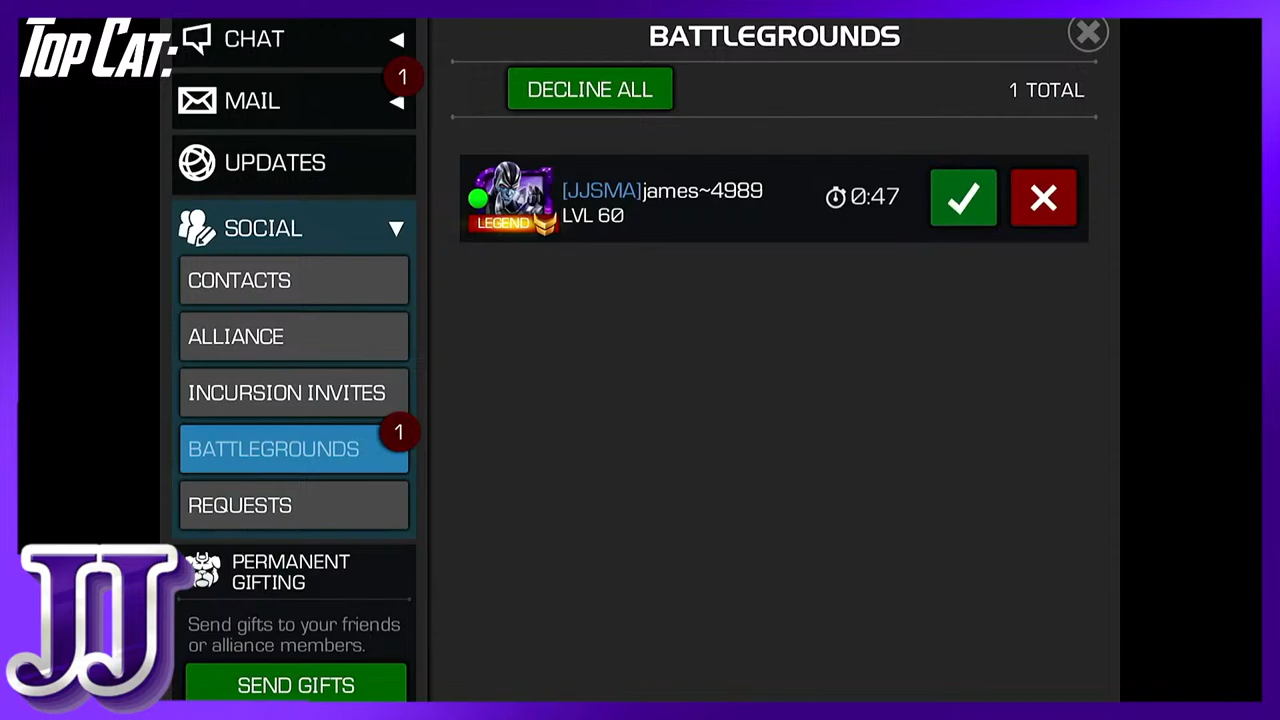 TOP CAT:
CHAT
1
MAIL
UPDATES
SOCIAL
CONTACTS
ALLIANCE
INCURSION INVITES
1
BATTLEGROUNDS
REQUESTS
PERMANENT
GIFTING
Send gifts to your friends
or alliance members.
SEND GIFTS
JJ
BATTLEGROUNDS
DECLINE ALL
1 TOTAL
[JJSMA]james~4989
LVL 60
LEGEND
0:47